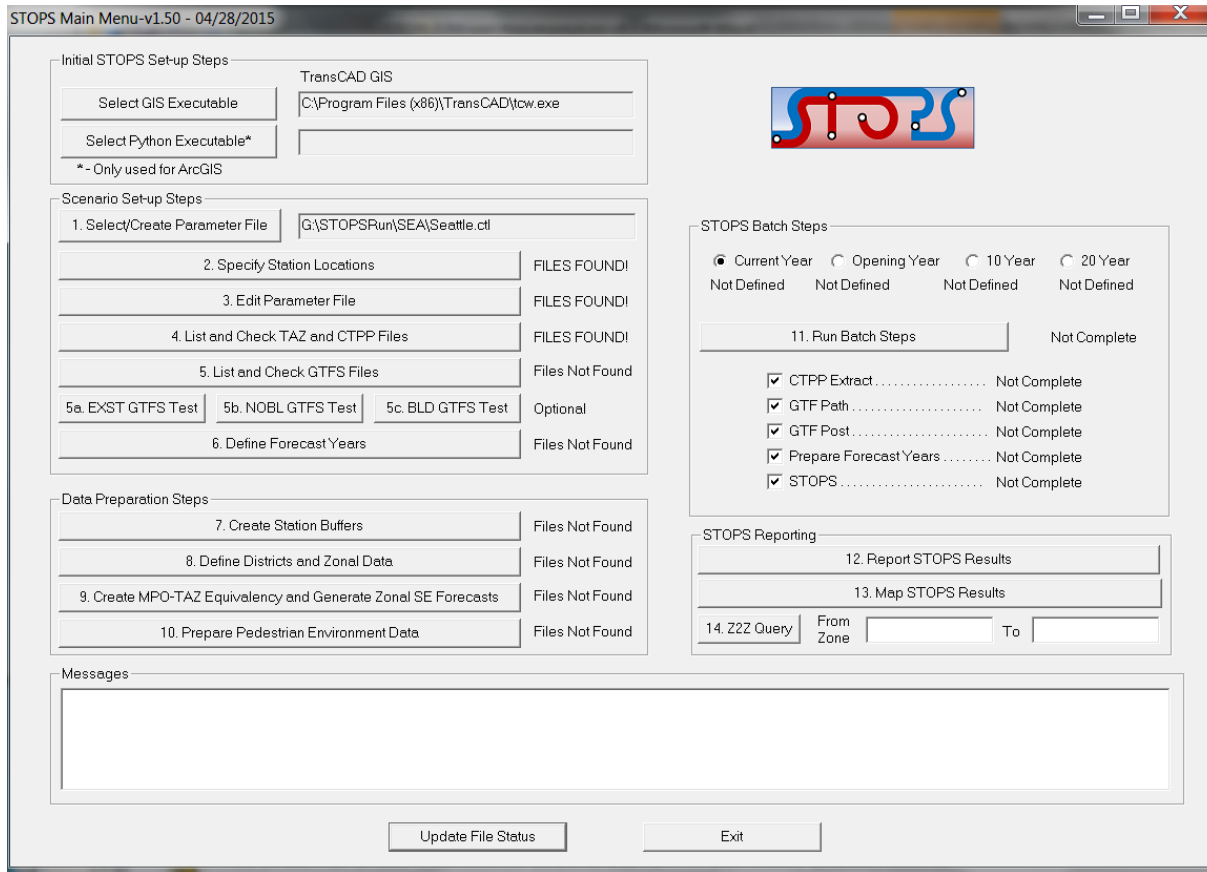 STOPS Main Menu-v1.50 - 04/28/2015
Initial STOPS Set-up Steps
TransCAD GIS
Select GIS Executable C:\Program Files (x86)\TransCAD\tcw.exe
Select Python Executable*
* - Only used for ArcGIS
STOPS
Scenario Set-up Steps
1. Select/Create Parameter File G:\STOPSRun\SEA\Seattle.ctl
2. Specify Station Locations FILES FOUND!
3. Edit Parameter File FILES FOUND!
4. List and Check TAZ and CTPP Files FILES FOUND!
5. List and Check GTFS Files Files Not Found
5a. EXST GTFS Test 5b. NOBL GTFS Test 5c. BLD GTFS Test Optional
6. Define Forecast Years Files Not Found
Data Preparation Steps
7. Create Station Buffers Files Not Found
8. Define Districts and Zonal Data Files Not Found
9. Create MPO-TAZ Equivalency and Generate Zonal SE Forecasts Files Not Found
10. Prepare Pedestrian Environment Data Files Not Found
STOPS Batch Steps
Current Year Opening Year 10 Year 20 Year
Not Defined Not Defined Not Defined Not Defined
11. Run Batch Steps Not Complete
CTPP Extract................... Not Complete
GTF Path...................... Not Complete
GTF Post....................... Not Complete
Prepare Forecast Years........ Not Complete
STOPS....................... Not Complete
STOPS Reporting
12. Report STOPS Results
13. Map STOPS Results
14. Z2Z Query From Zone To
Messages
Update File Status Exit